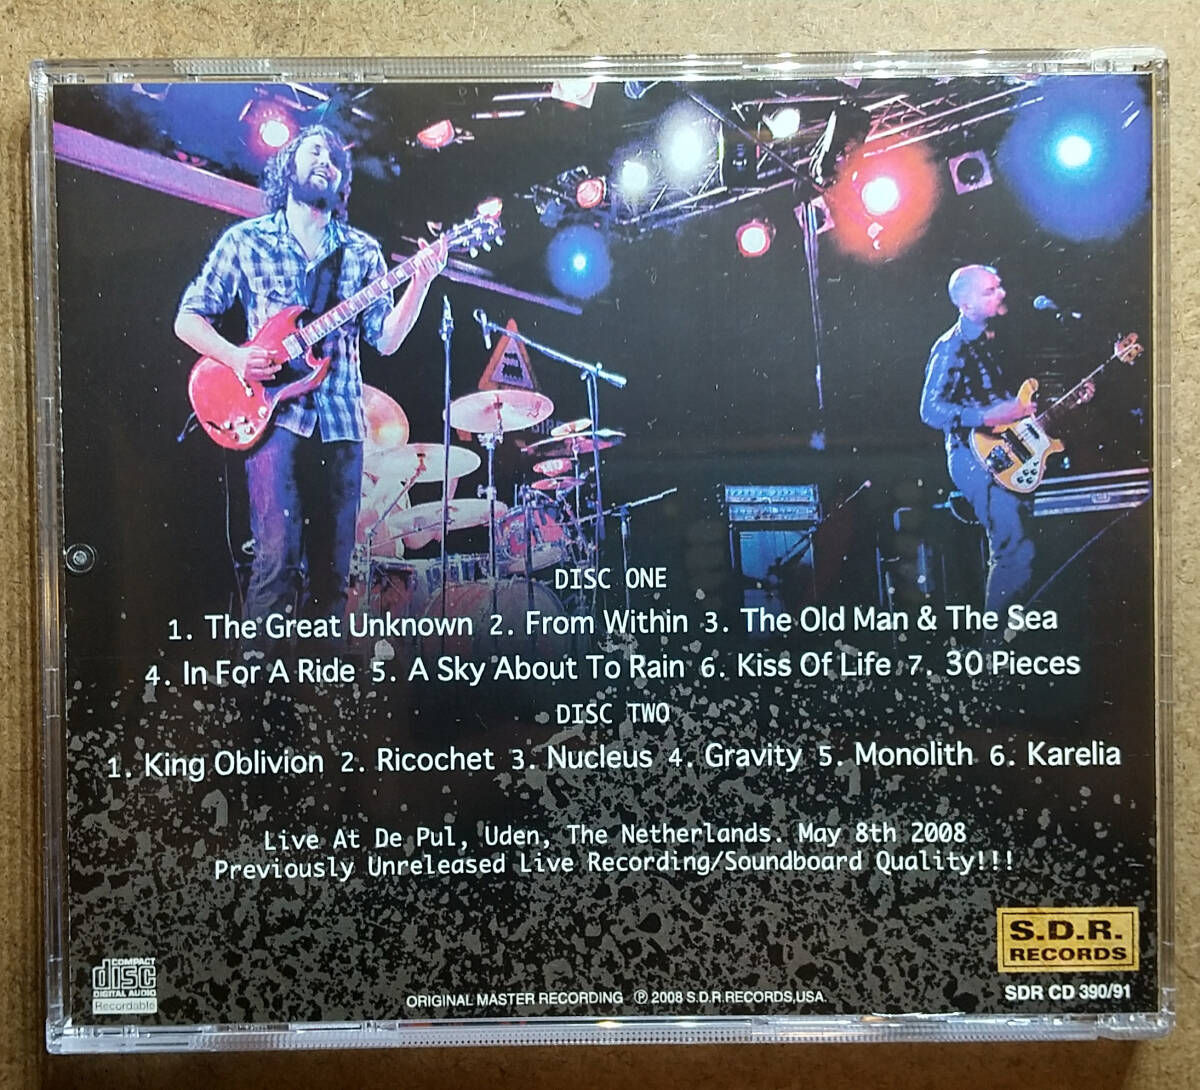 DISC ONE
1. The Great Unknown 2. From Within 3. The Old Man & The Sea
4. In For A Ride 5. A Sky About To Rain 6. Kiss Of Life 7. 30 Pieces
DISC TWO
1. King Oblivion 2. Ricochet 3. Nucleus 4. Gravity 5. Monolith 6. Karelia
Live At De Pul, Uden, The Netherlands. May 8th 2008
Previously Unreleased Live Recording/Soundboard Quality!!!
S.D.R.
RECORDS
COMPACT
disc
DIGITAL AUDIO
Recordable
ORIGINAL MASTER RECORDING ℗ 2008 S.D.R.RECORDS,USA.
SDR CD 390/91